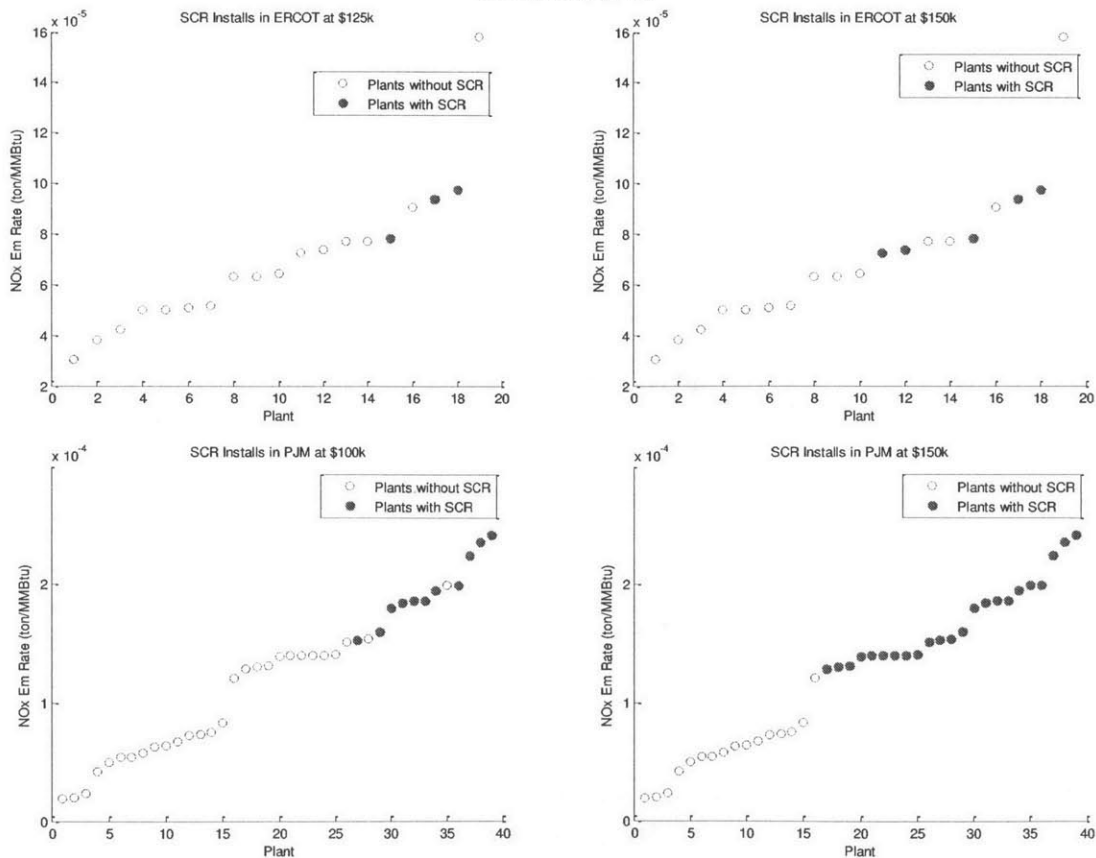 SCR Installs in ERCOT at $125k
x 10⁻⁵
16
14
12
10
8
6
4
2
NOx Em Rate (ton/MMBtu)
Plants without SCR
Plants with SCR
0 2 4 6 8 10 12 14 16 18 20
Plant
SCR Installs in ERCOT at $150k
x 10⁻⁵
16
14
12
10
8
6
4
2
NOx Em Rate (ton/MMBtu)
Plants without SCR
Plants with SCR
0 2 4 6 8 10 12 14 16 18 20
Plant
SCR Installs in PJM at $100k
x 10⁻⁴
2
1
0
NOx Em Rate (ton/MMBtu)
Plants without SCR
Plants with SCR
0 5 10 15 20 25 30 35 40
Plant
SCR Installs in PJM at $150k
x 10⁻⁴
2
1
0
NOx Em Rate (ton/MMBtu)
Plants without SCR
Plants with SCR
0 5 10 15 20 25 30 35 40
Plant